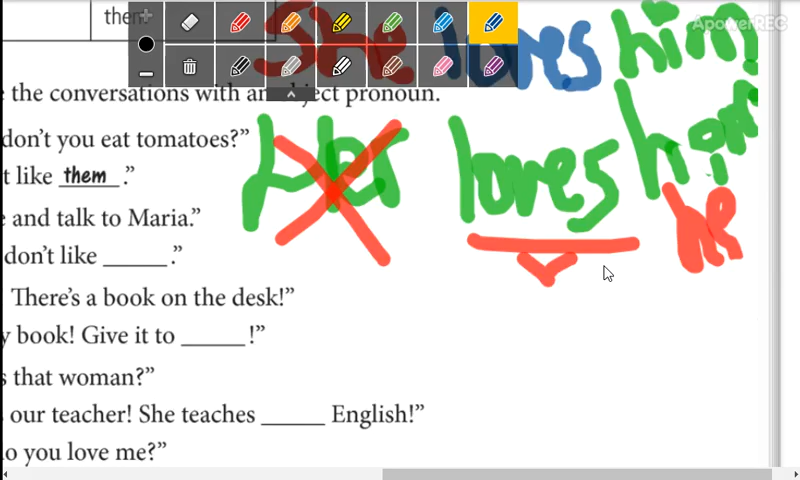 them
She loves him
ApowerREC
the conversations with an object pronoun.
don't you eat tomatoes?"
t like them ."
and talk to Maria."
don't like ______ ."
loves him
he
There's a book on the desk!"
y book! Give it to ______ !"
s that woman?"
our teacher! She teaches ______ English!"
o you love me?"